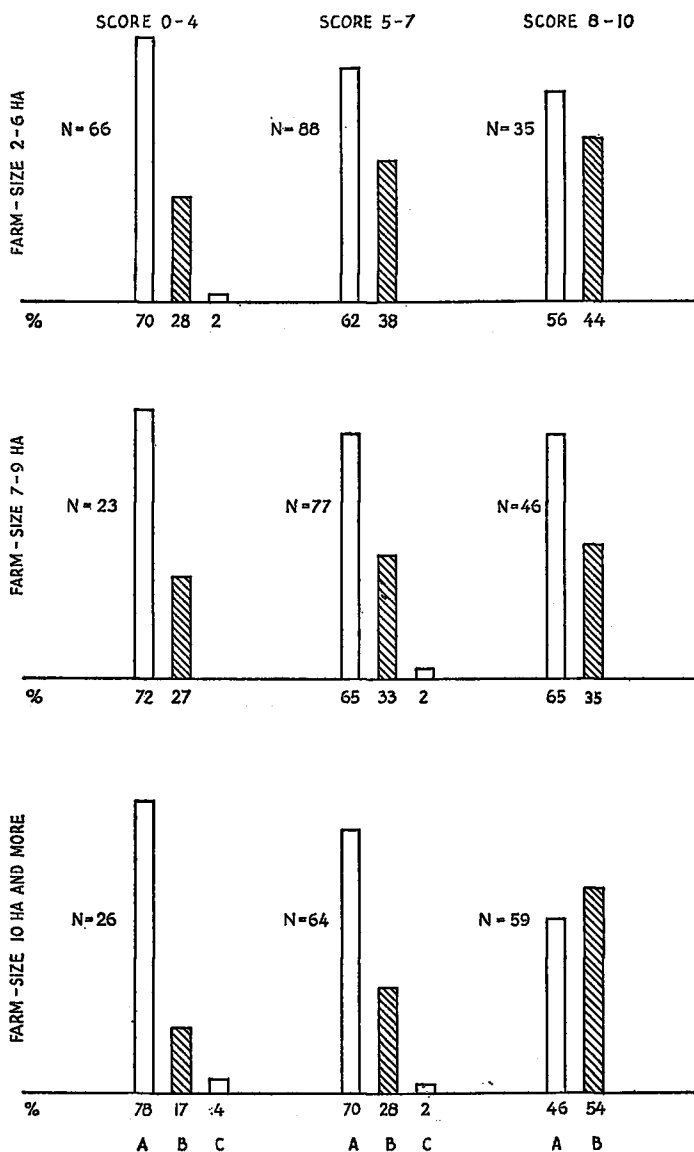 SCORE 0-4 SCORE 5-7 SCORE 8-10
FARM-SIZE 2-6 HA
N=66 N=88 N=35
% 70 28 2 62 38 56 44
FARM-SIZE 7-9 HA
N=23 N=77 N=46
% 72 27 65 33 2 65 35
FARM-SIZE 10 HA AND MORE
N=26 N=64 N=59
% 78 17 4 70 28 2 46 54
A B C A B C A B